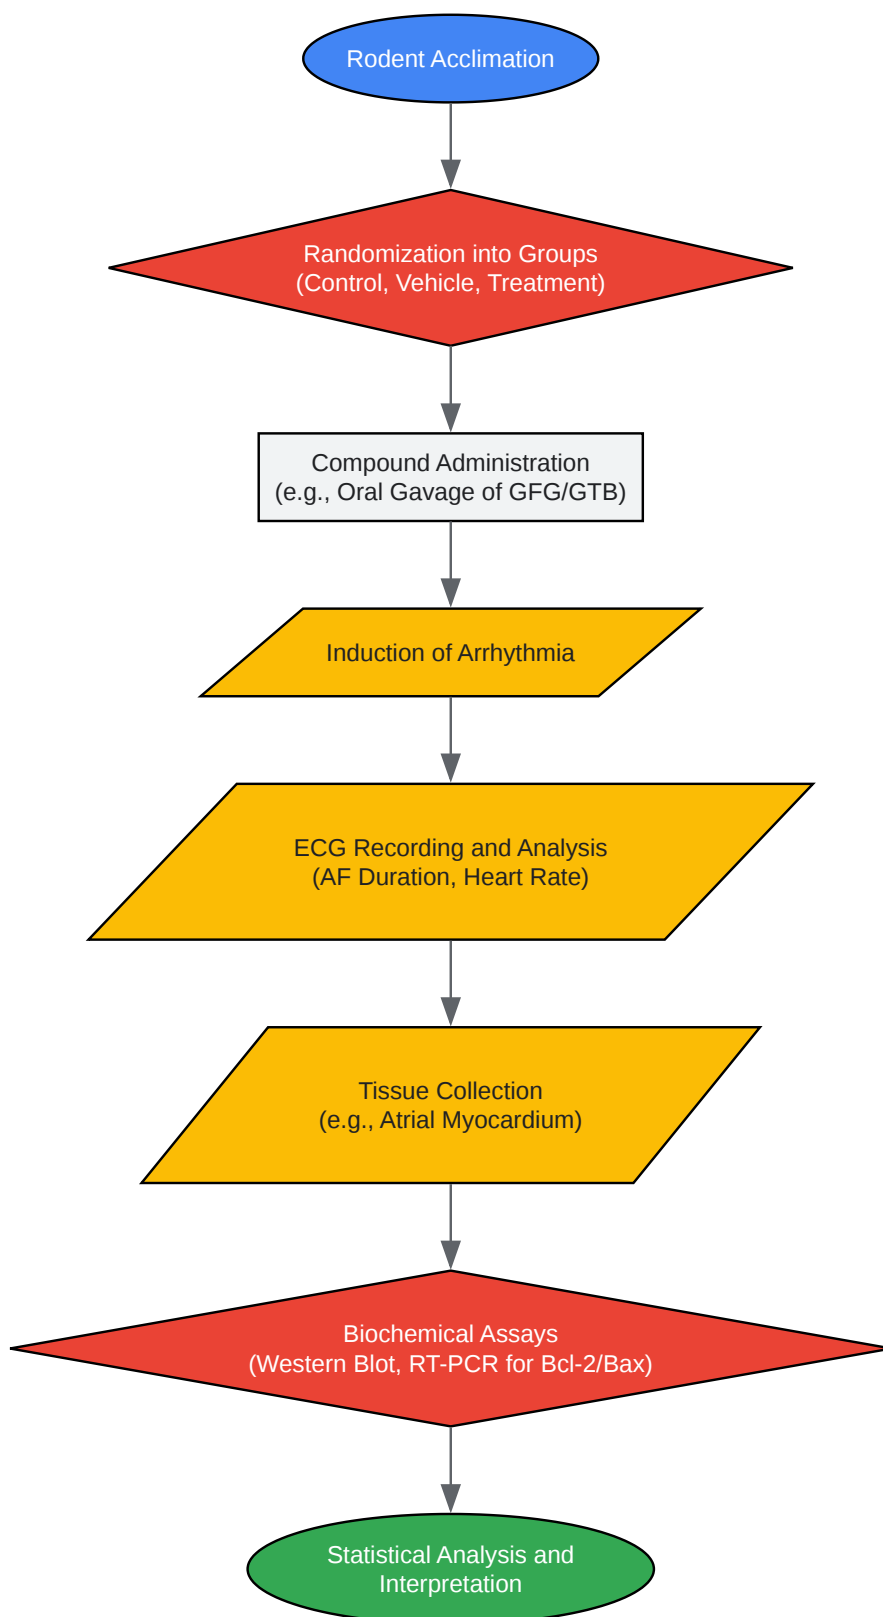 Rodent Acclimation
Randomization into Groups
(Control, Vehicle, Treatment)
Compound Administration
(e.g., Oral Gavage of GFG/GTB)
Induction of Arrhythmia
ECG Recording and Analysis
(AF Duration, Heart Rate)
Tissue Collection
(e.g., Atrial Myocardium)
Biochemical Assays
(Western Blot, RT-PCR for Bcl-2/Bax)
Statistical Analysis and
Interpretation